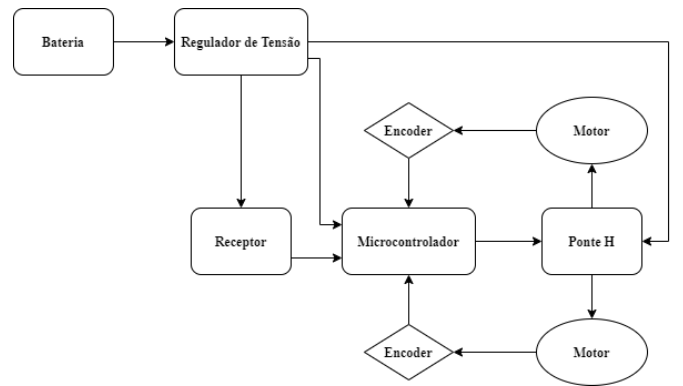 Bateria
Regulador de Tensão
Encoder
Motor
Receptor
Microcontrolador
Ponte H
Encoder
Motor